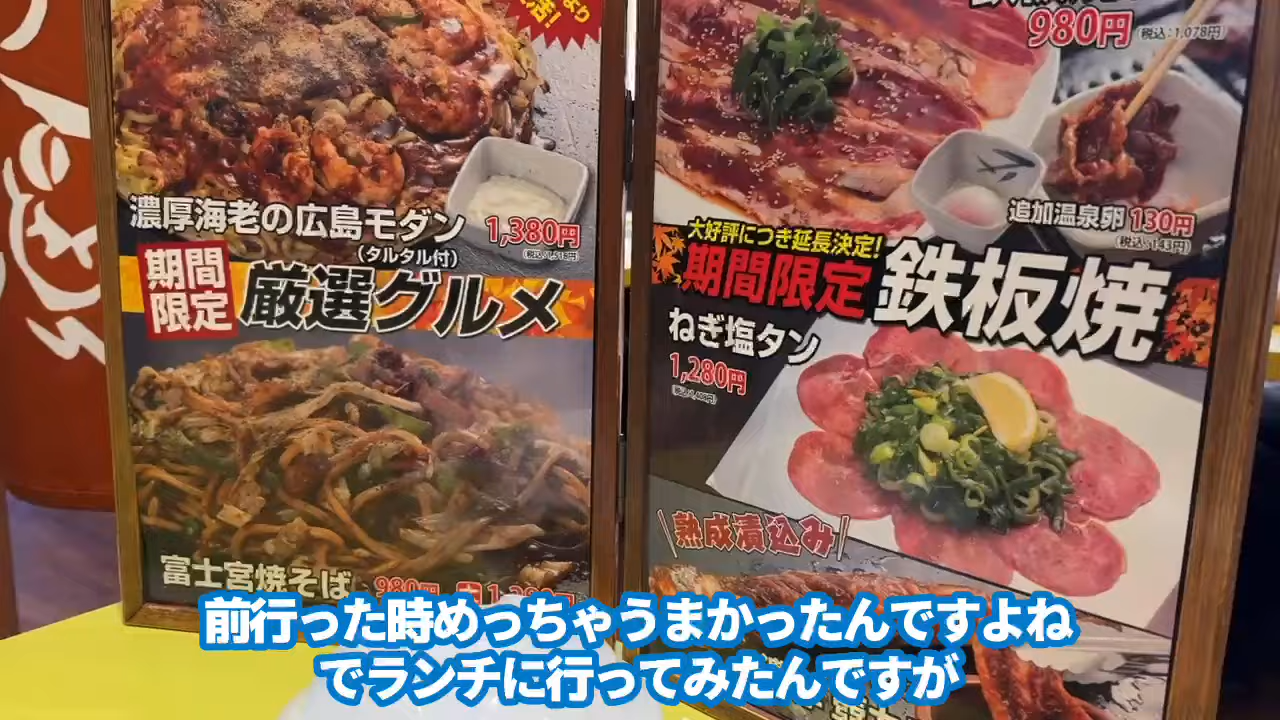 濃厚海老の広島モダン 1,380円
(タルタル付)
期間
限定
厳選グルメ
富士宮焼そば 980円
980円 (税込:1,078円)
追加温泉卵 130円
(税込:143円)
大好評につき延長決定!
期間限定 鉄板焼
ねぎ塩タン
1,280円
熟成漬込み
前行った時めっちゃうまかったんですよね
でランチに行ってみたんですが